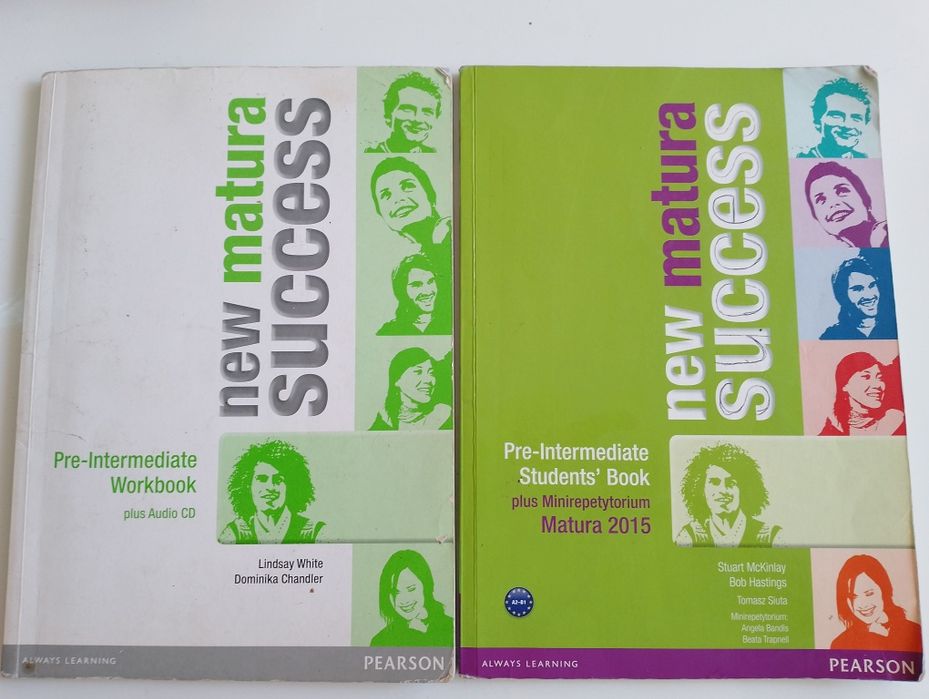 new matura
success
Pre-Intermediate
Workbook
plus Audio CD
Lindsay White
Dominika Chandler
ALWAYS LEARNING
PEARSON
new matura
success
Pre-Intermediate
Students' Book
plus Minirepetytorium
Matura 2015
A2-B1
Stuart McKinlay
Bob Hastings
Tomasz Siuta
Minirepetytorium:
Angela Bandis
Beata Trapnell
ALWAYS LEARNING
PEARSON